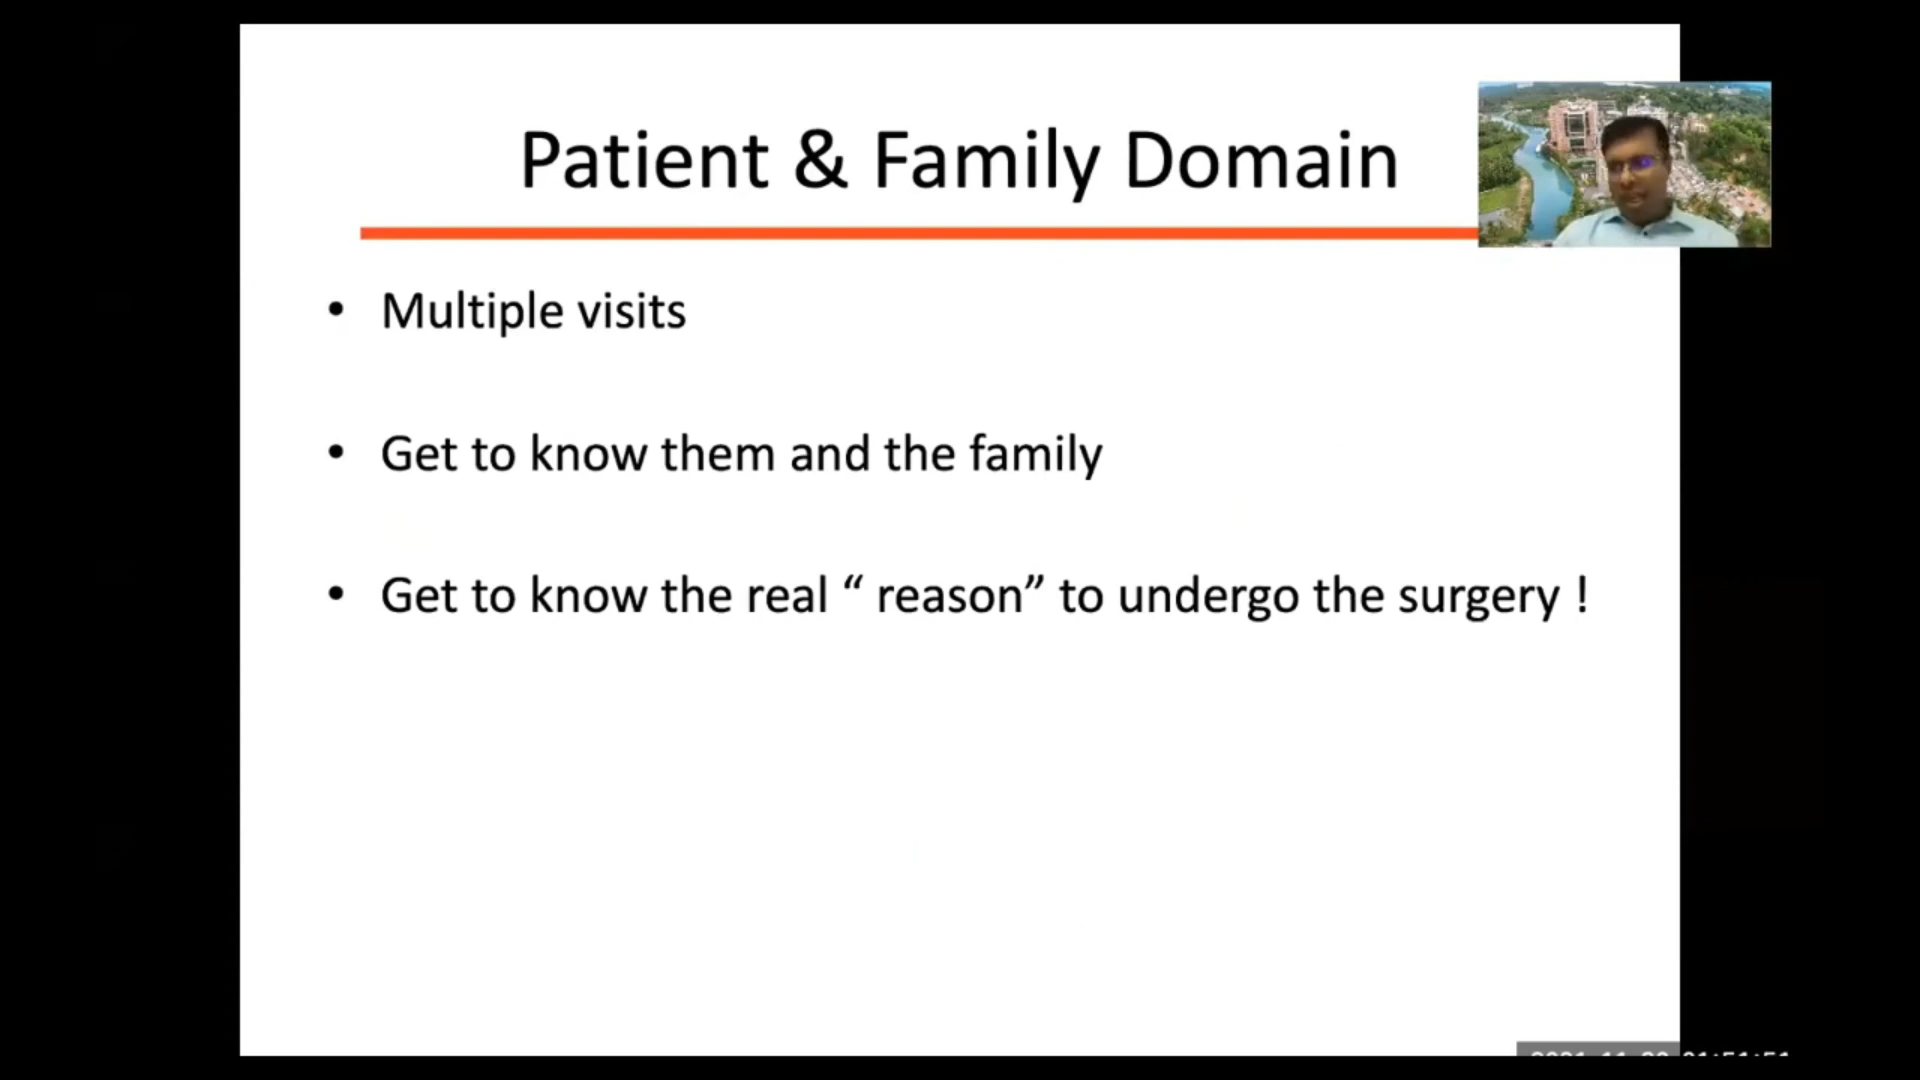 Patient & Family Domain
• Multiple visits
• Get to know them and the family
• Get to know the real “ reason” to undergo the surgery !